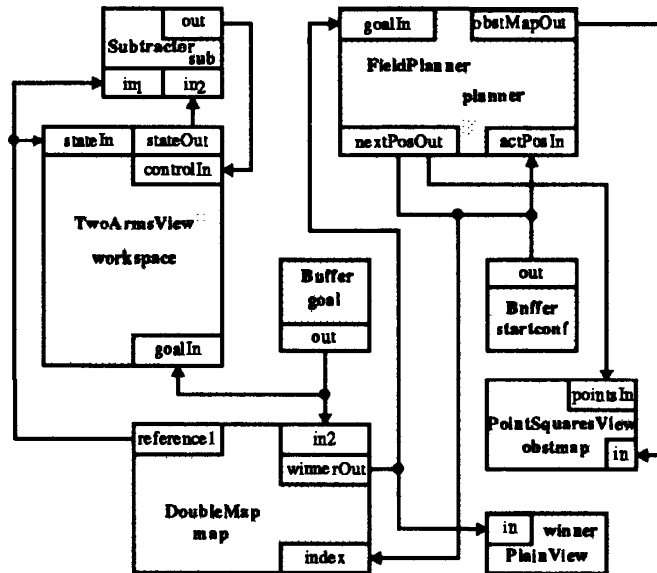 out
Subtractor
sub
in1 in2
stateIn stateOut
controlIn
TwoArmsView
workspace
goalIn
Buffer
goal
out
reference1 in2
winnerOut
DoubleMap
map
index
goalIn obstMapOut
FieldPlanner
planner
nextPosOut actPosIn
out
Buffer
startconf
pointsIn
PointSquaresView
obstmap
in
in winner
PlainView